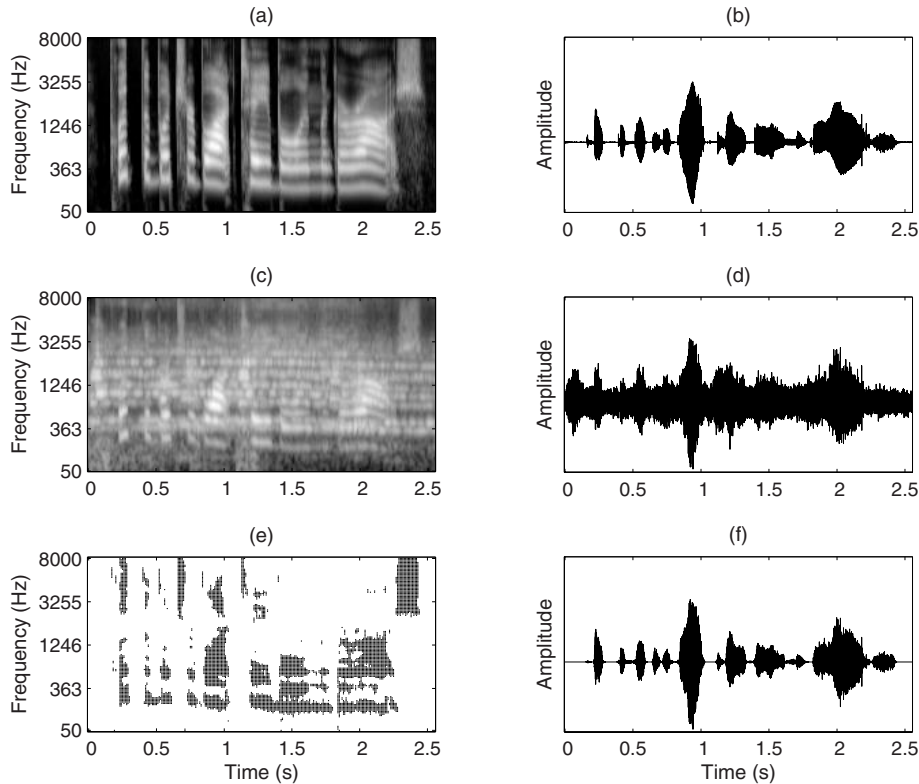 (a)
Frequency (Hz)
8000
3255
1246
363
50
0 0.5 1 1.5 2 2.5
(b)
Amplitude
0 0.5 1 1.5 2 2.5
(c)
Frequency (Hz)
8000
3255
1246
363
50
0 0.5 1 1.5 2 2.5
(d)
Amplitude
0 0.5 1 1.5 2 2.5
(e)
Frequency (Hz)
8000
3255
1246
363
50
0 0.5 1 1.5 2 2.5
Time (s)
(f)
Amplitude
0 0.5 1 1.5 2 2.5
Time (s)